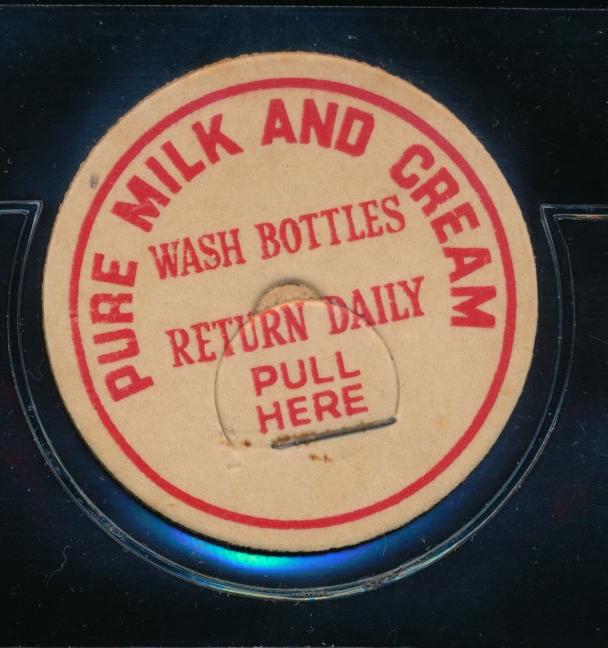 PURE MILK AND CREAM
WASH BOTTLES
RETURN DAILY
PULL
HERE